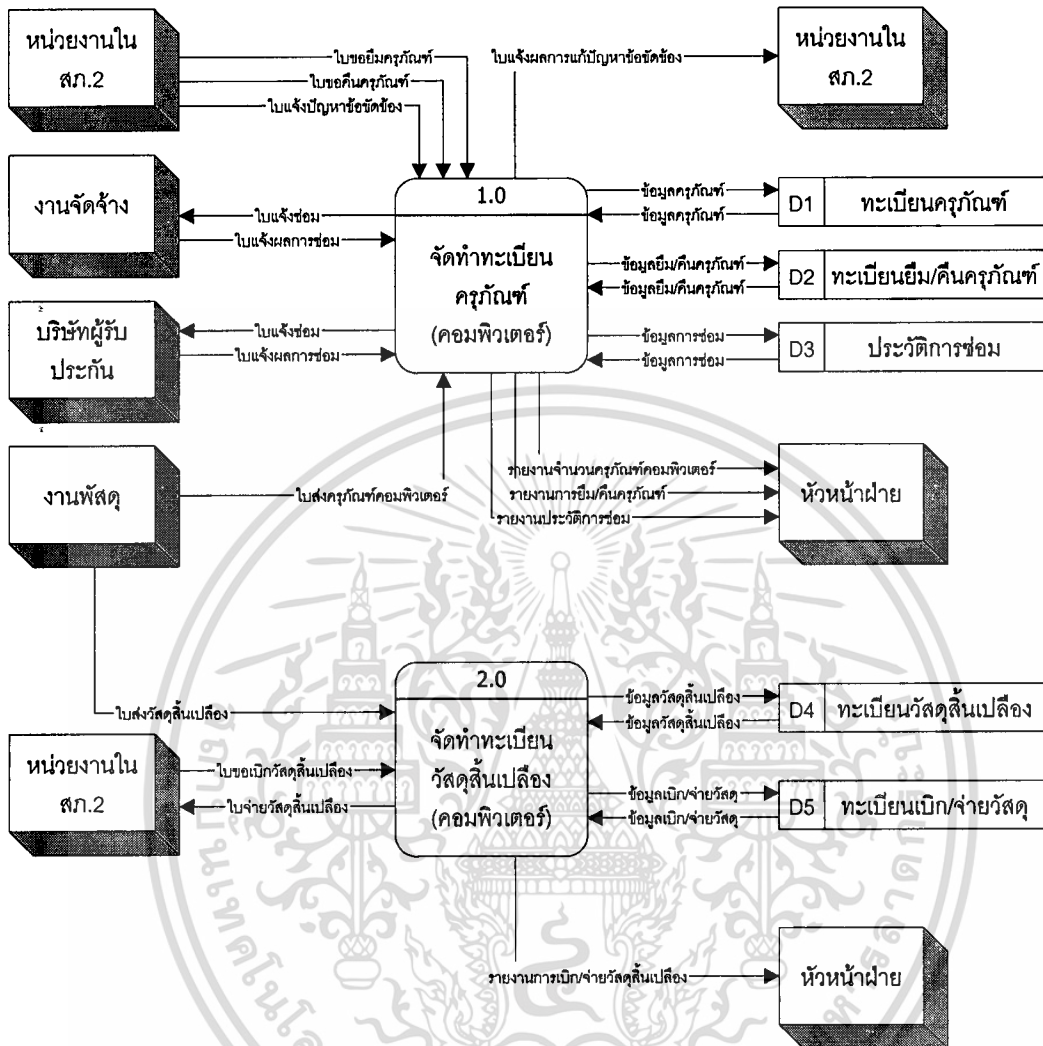 หน่วยงานใน
สภ.2
ใบขอยืมครุภัณฑ์
ใบขอคืนครุภัณฑ์
ใบแจ้งปัญหาข้อขัดข้อง
ใบแจ้งผลการแก้ปัญหาข้อขัดข้อง
หน่วยงานใน
สภ.2
งานจัดจ้าง
ใบแจ้งซ่อม
ใบแจ้งผลการซ่อม
1.0
จัดทำทะเบียน
ครุภัณฑ์
(คอมพิวเตอร์)
ข้อมูลครุภัณฑ์
ข้อมูลครุภัณฑ์
D1 ทะเบียนครุภัณฑ์
ข้อมูลยืม/คืนครุภัณฑ์
ข้อมูลยืม/คืนครุภัณฑ์
D2 ทะเบียนยืม/คืนครุภัณฑ์
บริษัทผู้รับ
ประกัน
ใบแจ้งซ่อม
ใบแจ้งผลการซ่อม
ข้อมูลการซ่อม
ข้อมูลการซ่อม
D3 ประวัติการซ่อม
งานพัสดุ
ใบส่งครุภัณฑ์คอมพิวเตอร์
รายงานจำนวนครุภัณฑ์คอมพิวเตอร์
รายงานการยืม/คืนครุภัณฑ์
รายงานประวัติการซ่อม
หัวหน้าฝ่าย
ใบส่งวัสดุสิ้นเปลือง
2.0
จัดทำทะเบียน
วัสดุสิ้นเปลือง
(คอมพิวเตอร์)
ข้อมูลวัสดุสิ้นเปลือง
ข้อมูลวัสดุสิ้นเปลือง
D4 ทะเบียนวัสดุสิ้นเปลือง
หน่วยงานใน
สภ.2
ใบขอเบิกวัสดุสิ้นเปลือง
ใบจ่ายวัสดุสิ้นเปลือง
ข้อมูลเบิก/จ่ายวัสดุ
ข้อมูลเบิก/จ่ายวัสดุ
D5 ทะเบียนเบิก/จ่ายวัสดุ
รายงานการเบิก/จ่ายวัสดุสิ้นเปลือง
หัวหน้าฝ่าย